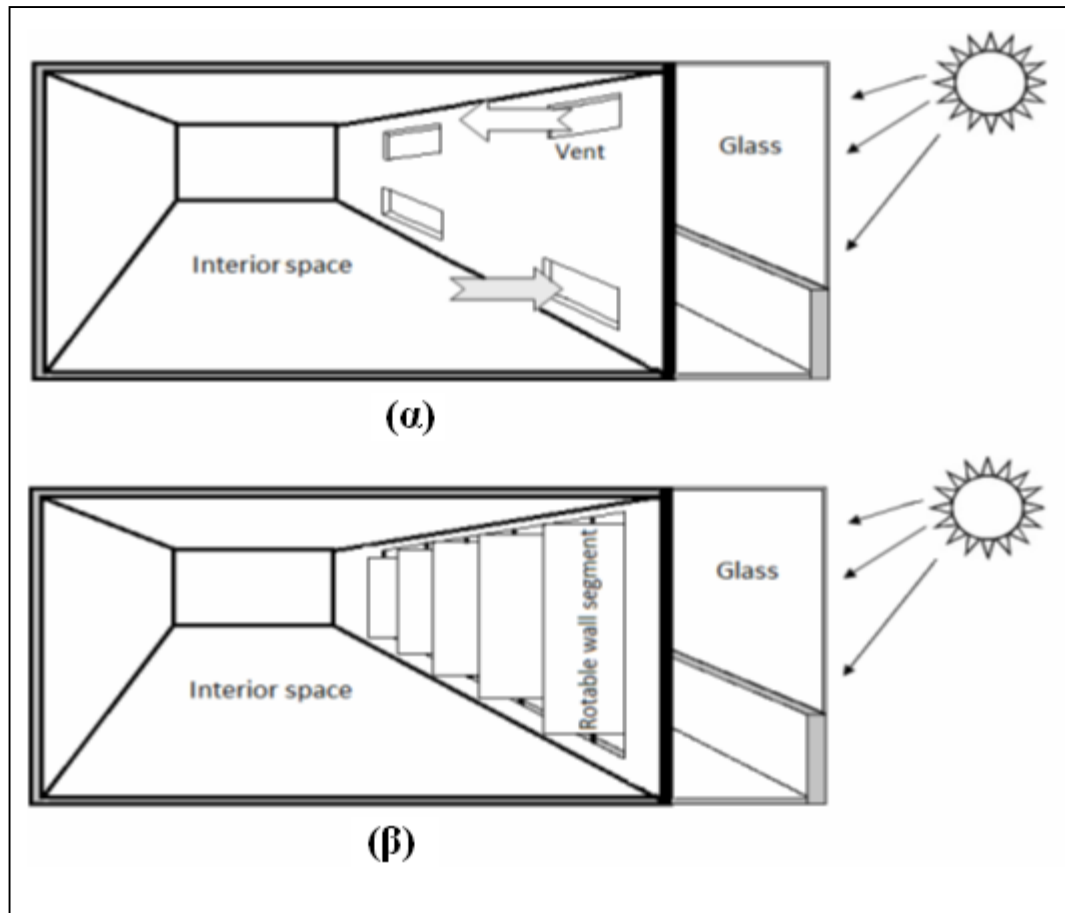 Vent
Glass
Interior space
(α)
Rotable wall segment
Glass
Interior space
(β)